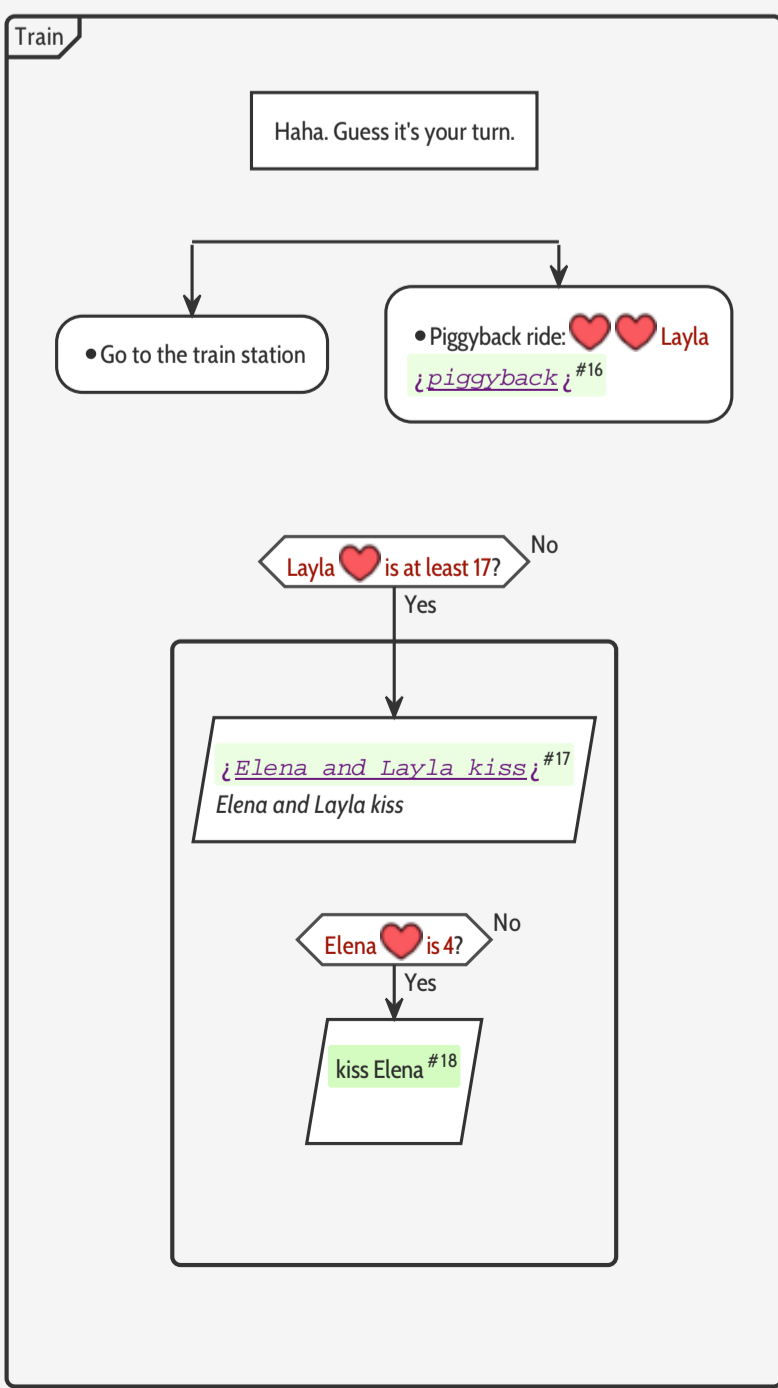 Train
Haha. Guess it's your turn.
•Go to the train station
•Piggyback ride: ❤️❤️ Layla
¿piggyback¿#16
Layla ❤️ is at least 17?
No
Yes
¿Elena and Layla kiss¿#17
Elena and Layla kiss
Elena ❤️ is 4?
No
Yes
kiss Elena #18